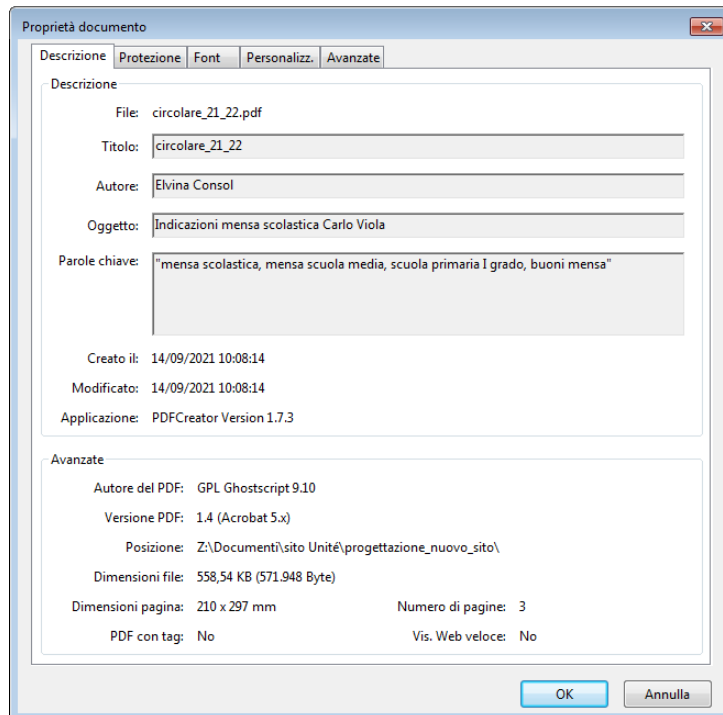 Proprietà documento
Descrizione Protezione Font Personalizz. Avanzate
Descrizione
File: circolare_21_22.pdf
Titolo: circolare_21_22
Autore: Elvina Consol
Oggetto: Indicazioni mensa scolastica Carlo Viola
Parole chiave: "mensa scolastica, mensa scuola media, scuola primaria I grado, buoni mensa"
Creato il: 14/09/2021 10:08:14
Modificato: 14/09/2021 10:08:14
Applicazione: PDFCreator Version 1.7.3
Avanzate
Autore del PDF: GPL Ghostscript 9.10
Versione PDF: 1.4 (Acrobat 5.x)
Posizione: Z:\Documenti\sito Unité\progettazione_nuovo_sito\
Dimensioni file: 558,54 KB (571.948 Byte)
Dimensioni pagina: 210 x 297 mm Numero di pagine: 3
PDF con tag: No Vis. Web veloce: No
OK Annulla